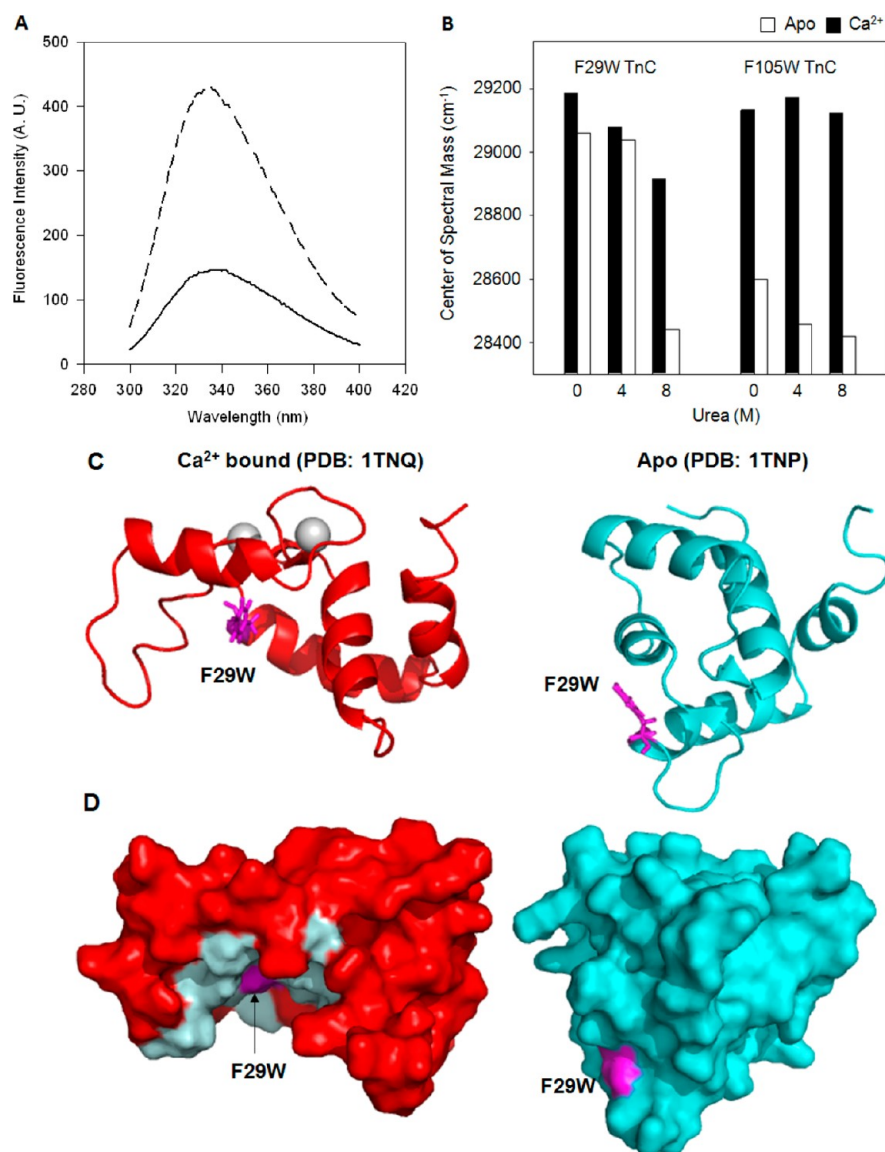 A
500
400
300
200
100
0
Fluorescence Intensity (A. U.)
280 300 320 340 360 380 400 420
Wavelength (nm)
B
Apo Ca²⁺
F29W TnC F105W TnC
29200
29000
28800
28600
28400
Center of Spectral Mass (cm⁻¹)
0 4 8 0 4 8
Urea (M)
C Ca²⁺ bound (PDB: 1TNQ) Apo (PDB: 1TNP)
F29W
F29W
D
F29W
F29W